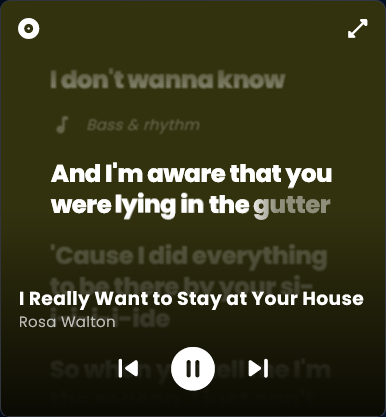 I don't wanna know
Bass & rhythm
And I'm aware that you
were lying in the gutter
'Cause I did everything
to be there by your si-
I Really Want to Stay at Your House
Rosa Walton